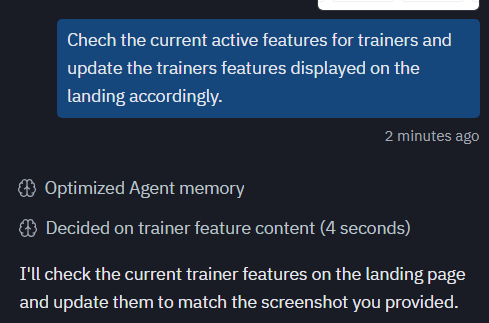 Chech the current active features for trainers and
update the trainers features displayed on the
landing accordingly.
2 minutes ago
Optimized Agent memory
Decided on trainer feature content (4 seconds)
I'll check the current trainer features on the landing page
and update them to match the screenshot you provided.